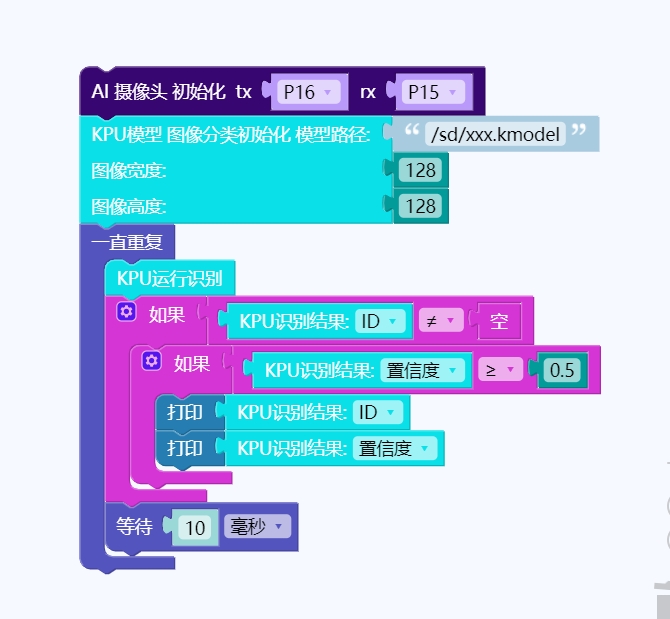 AI 摄像头 初始化 tx P16 rx P15
KPU模型 图像分类初始化 模型路径: “ /sd/xxx.kmodel ”
图像宽度: 128
图像高度: 128
一直重复
KPU运行识别
如果 KPU识别结果: ID ≠ 空
如果 KPU识别结果: 置信度 ≥ 0.5
打印 KPU识别结果: ID
打印 KPU识别结果: 置信度
等待 10 毫秒